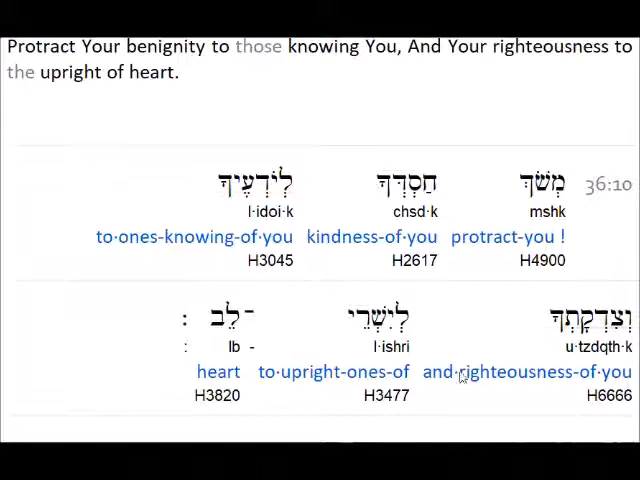 Protract Your benignity to those knowing You, And Your righteousness to
the upright of heart.
36:10 מְשֹׁךְ חַסְדְּךָ לְיֹדְעֶיךָ
l·idoi·k chsd·k mshk
to·ones-knowing-of·you kindness-of·you protract-you !
H3045 H2617 H4900
וְצִדְקָתְךָ לְיִשְׁרֵי ־ לֵב :
: lb - l·ishri u·tzdqth·k
heart to·upright-ones-of and·righteousness-of·you
H3820 H3477 H6666